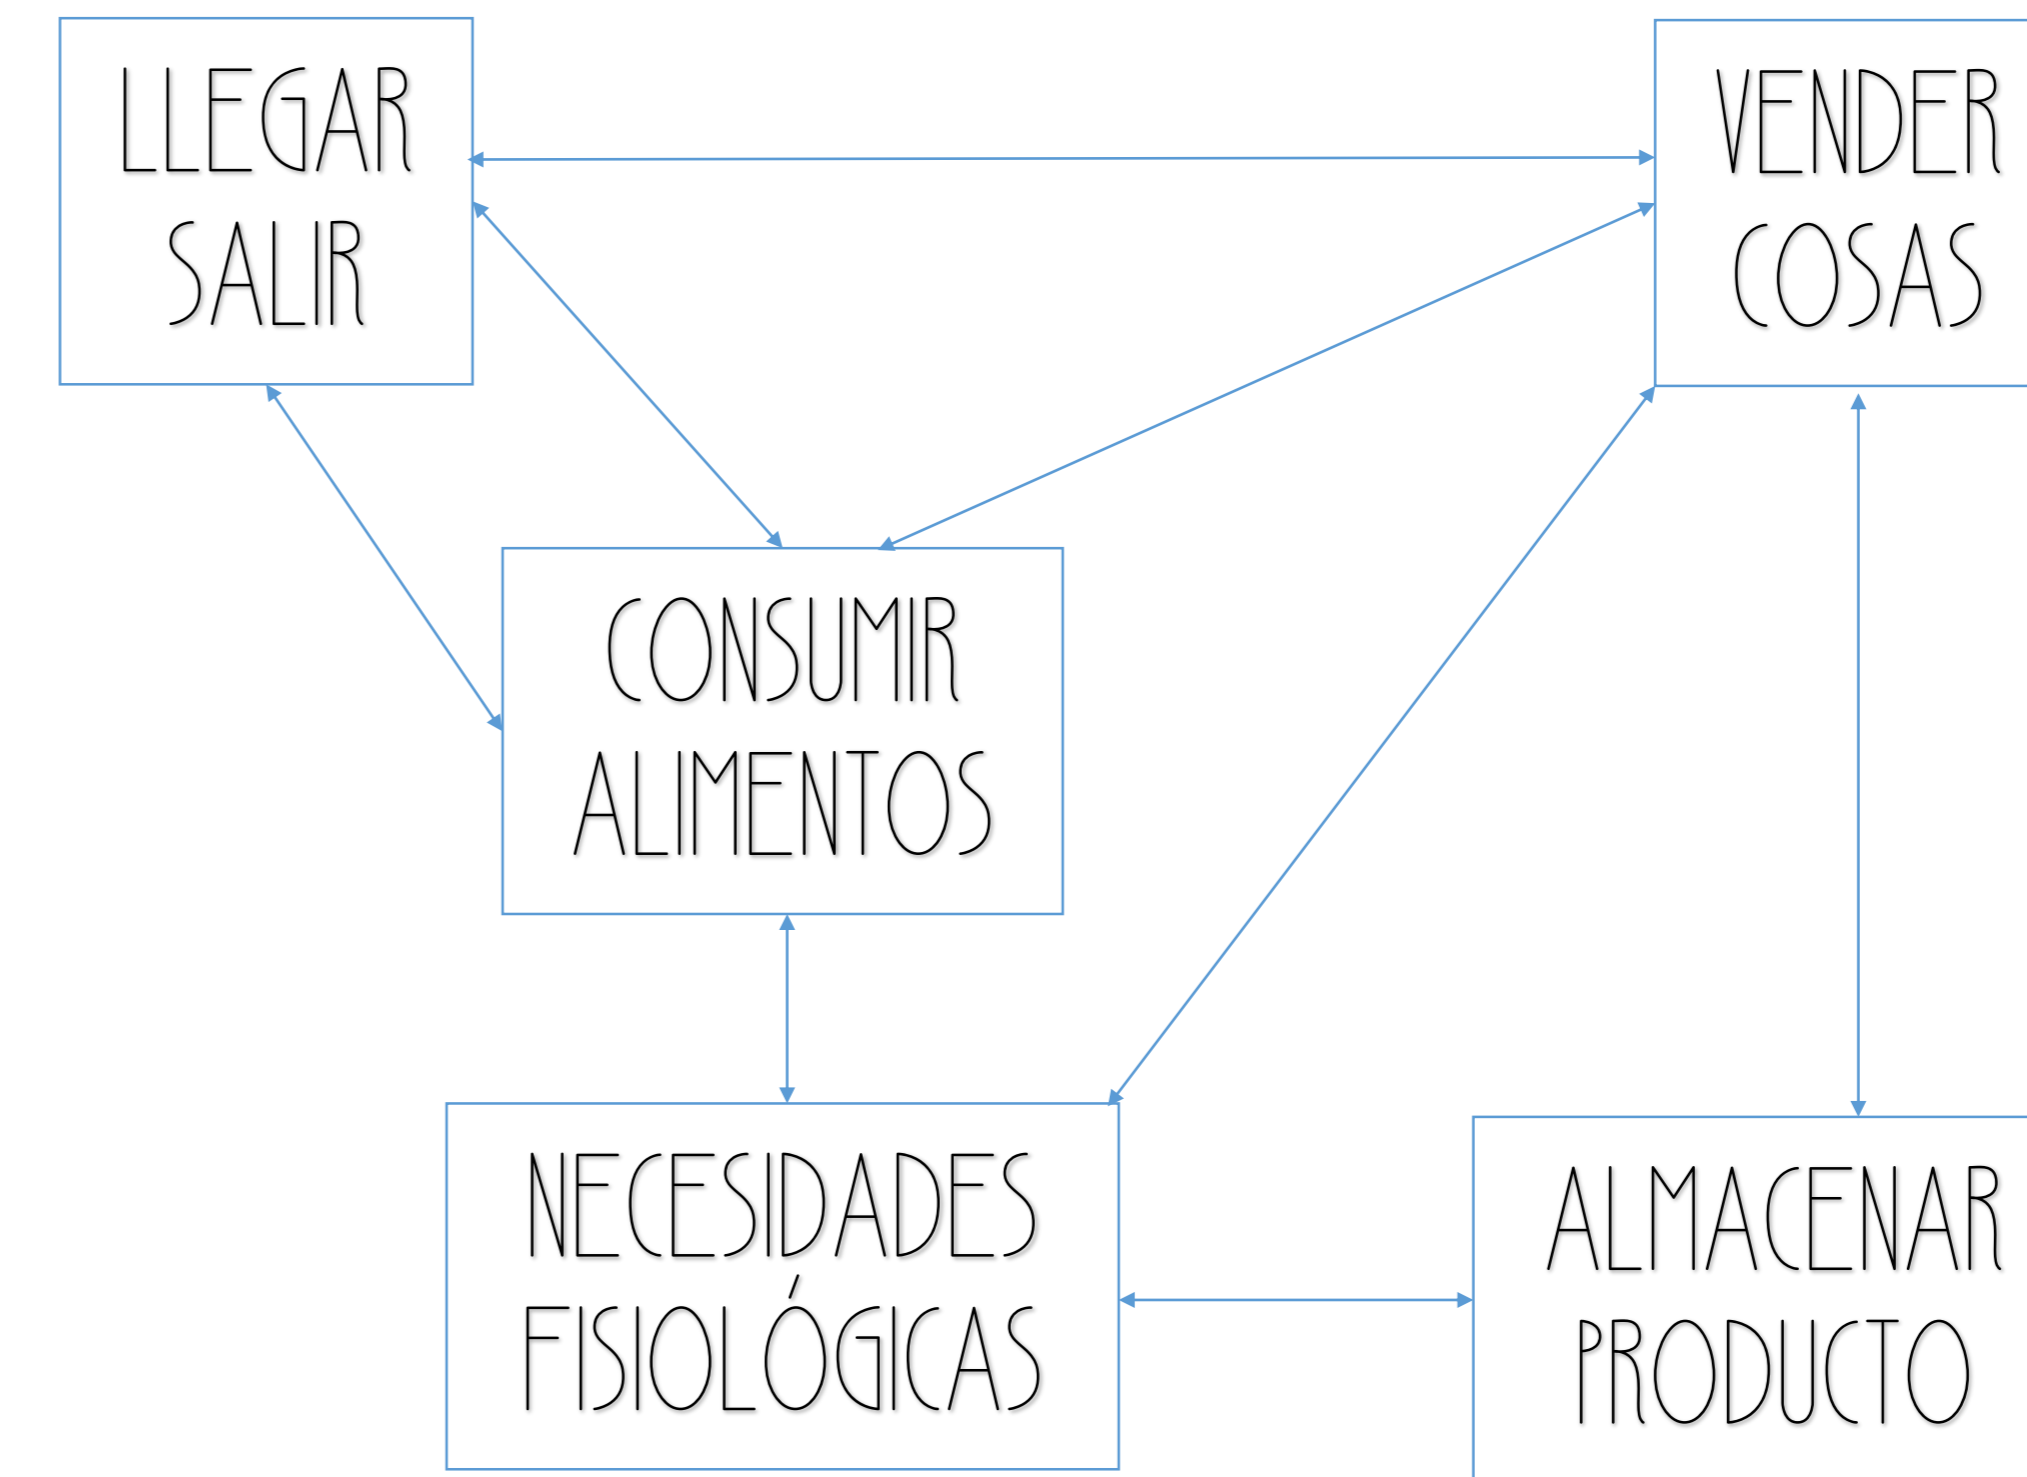 LLEGAR
SALIR
VENDER
COSAS
CONSUMIR
ALIMENTOS
NECESIDADES
FISIOLÓGICAS
ALMACENAR
PRODUCTO